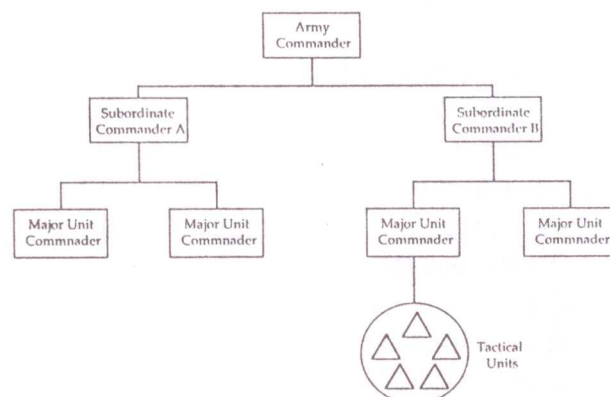 Army
Commander
Subordinate
Commander A
Subordinate
Commander B
Major Unit
Commnader
Major Unit
Commnader
Major Unit
Commnader
Major Unit
Commnader
Tactical
Units